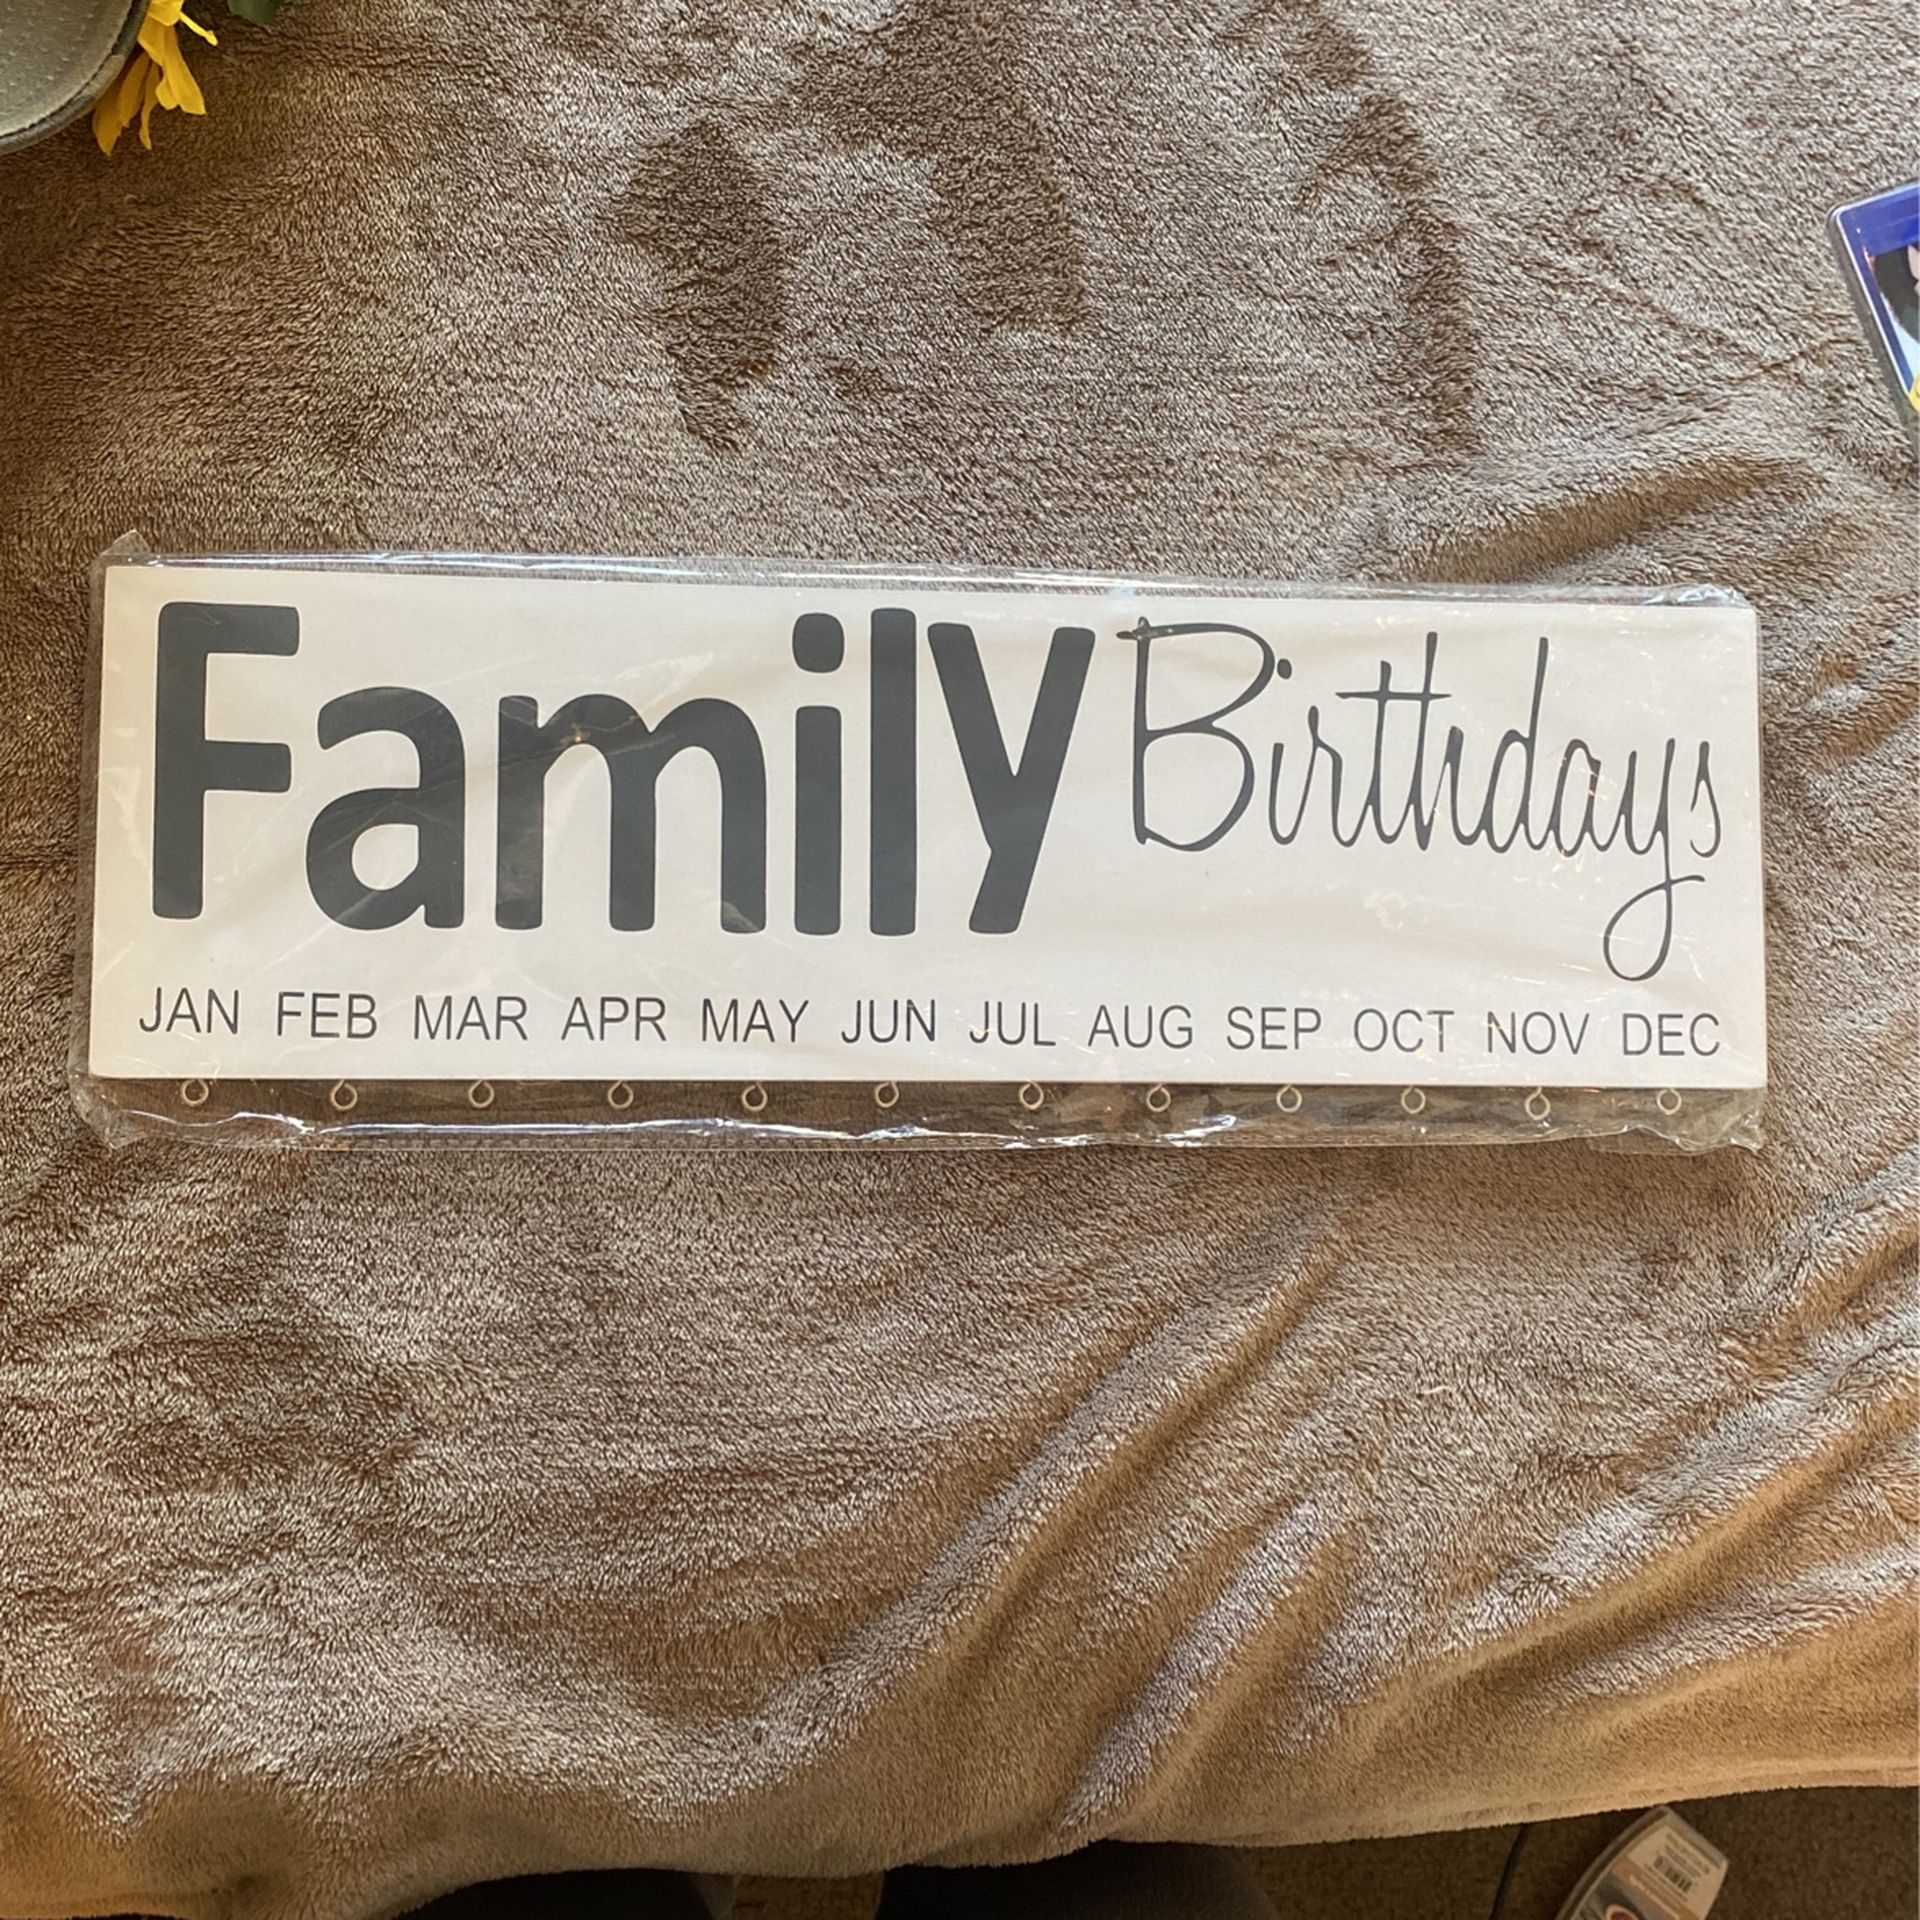 Family Birthdays
JAN FEB MAR APR MAY JUN JUL AUG SEP OCT NOV DEC